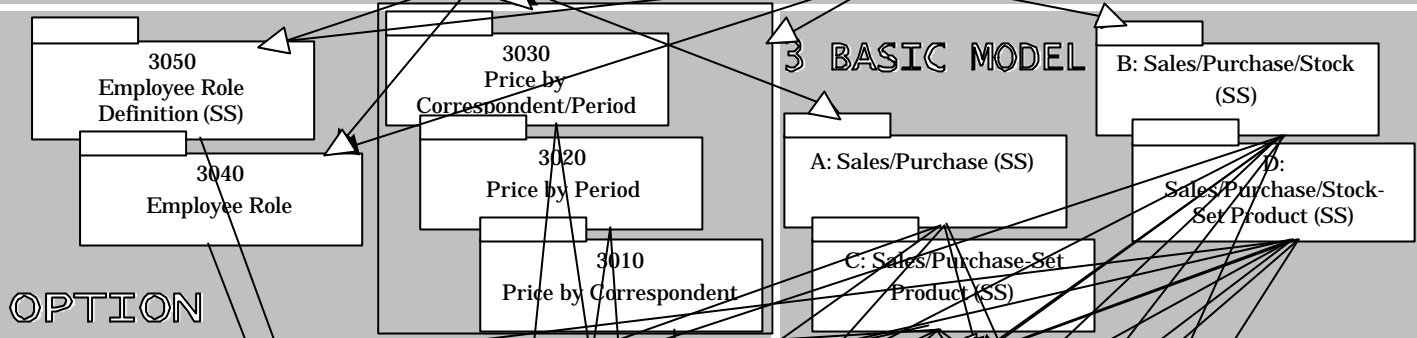 3050
Employee Role
Definition (SS)
3040
Employee Role
OPTION
3030
Price by
Correspondent/Period
3020
Price by Period
3010
Price by Correspondent
3 BASIC MODEL
A: Sales/Purchase (SS)
C: Sales/Purchase-Set
Product (SS)
B: Sales/Purchase/Stock
(SS)
D:
Sales/Purchase/Stock-
Set Product (SS)